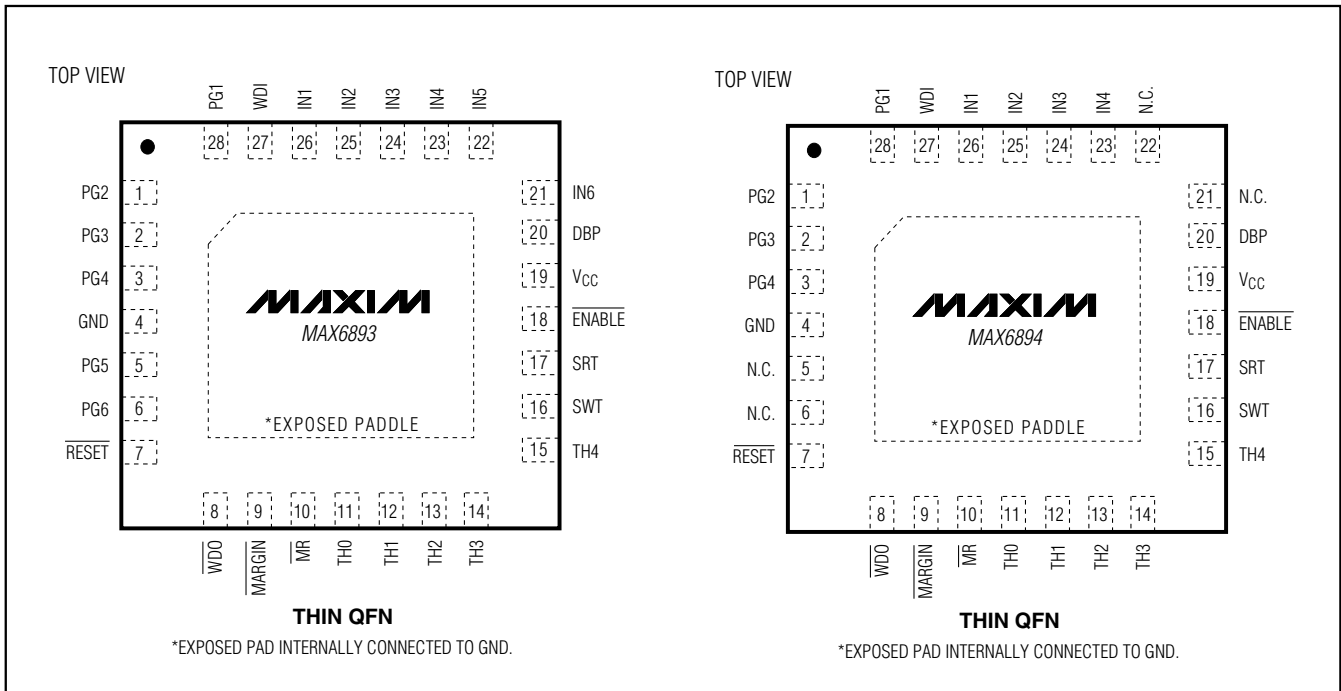 TOP VIEW
PG1
WDI
IN1
IN2
IN3
IN4
IN5
28
27
26
25
24
23
22
PG2 1
PG3 2
PG4 3
GND 4
PG5 5
PG6 6
RESET 7
21 IN6
20 DBP
19 VCC
18 ENABLE
17 SRT
16 SWT
15 TH4
MAXIM
MAX6893
*EXPOSED PADDLE
8
9
10
11
12
13
14
WDO
MARGIN
MR
TH0
TH1
TH2
TH3
THIN QFN
*EXPOSED PAD INTERNALLY CONNECTED TO GND.
TOP VIEW
PG1
WDI
IN1
IN2
IN3
IN4
N.C.
28
27
26
25
24
23
22
PG2 1
PG3 2
PG4 3
GND 4
N.C. 5
N.C. 6
RESET 7
21 N.C.
20 DBP
19 VCC
18 ENABLE
17 SRT
16 SWT
15 TH4
MAXIM
MAX6894
*EXPOSED PADDLE
8
9
10
11
12
13
14
WDO
MARGIN
MR
TH0
TH1
TH2
TH3
THIN QFN
*EXPOSED PAD INTERNALLY CONNECTED TO GND.